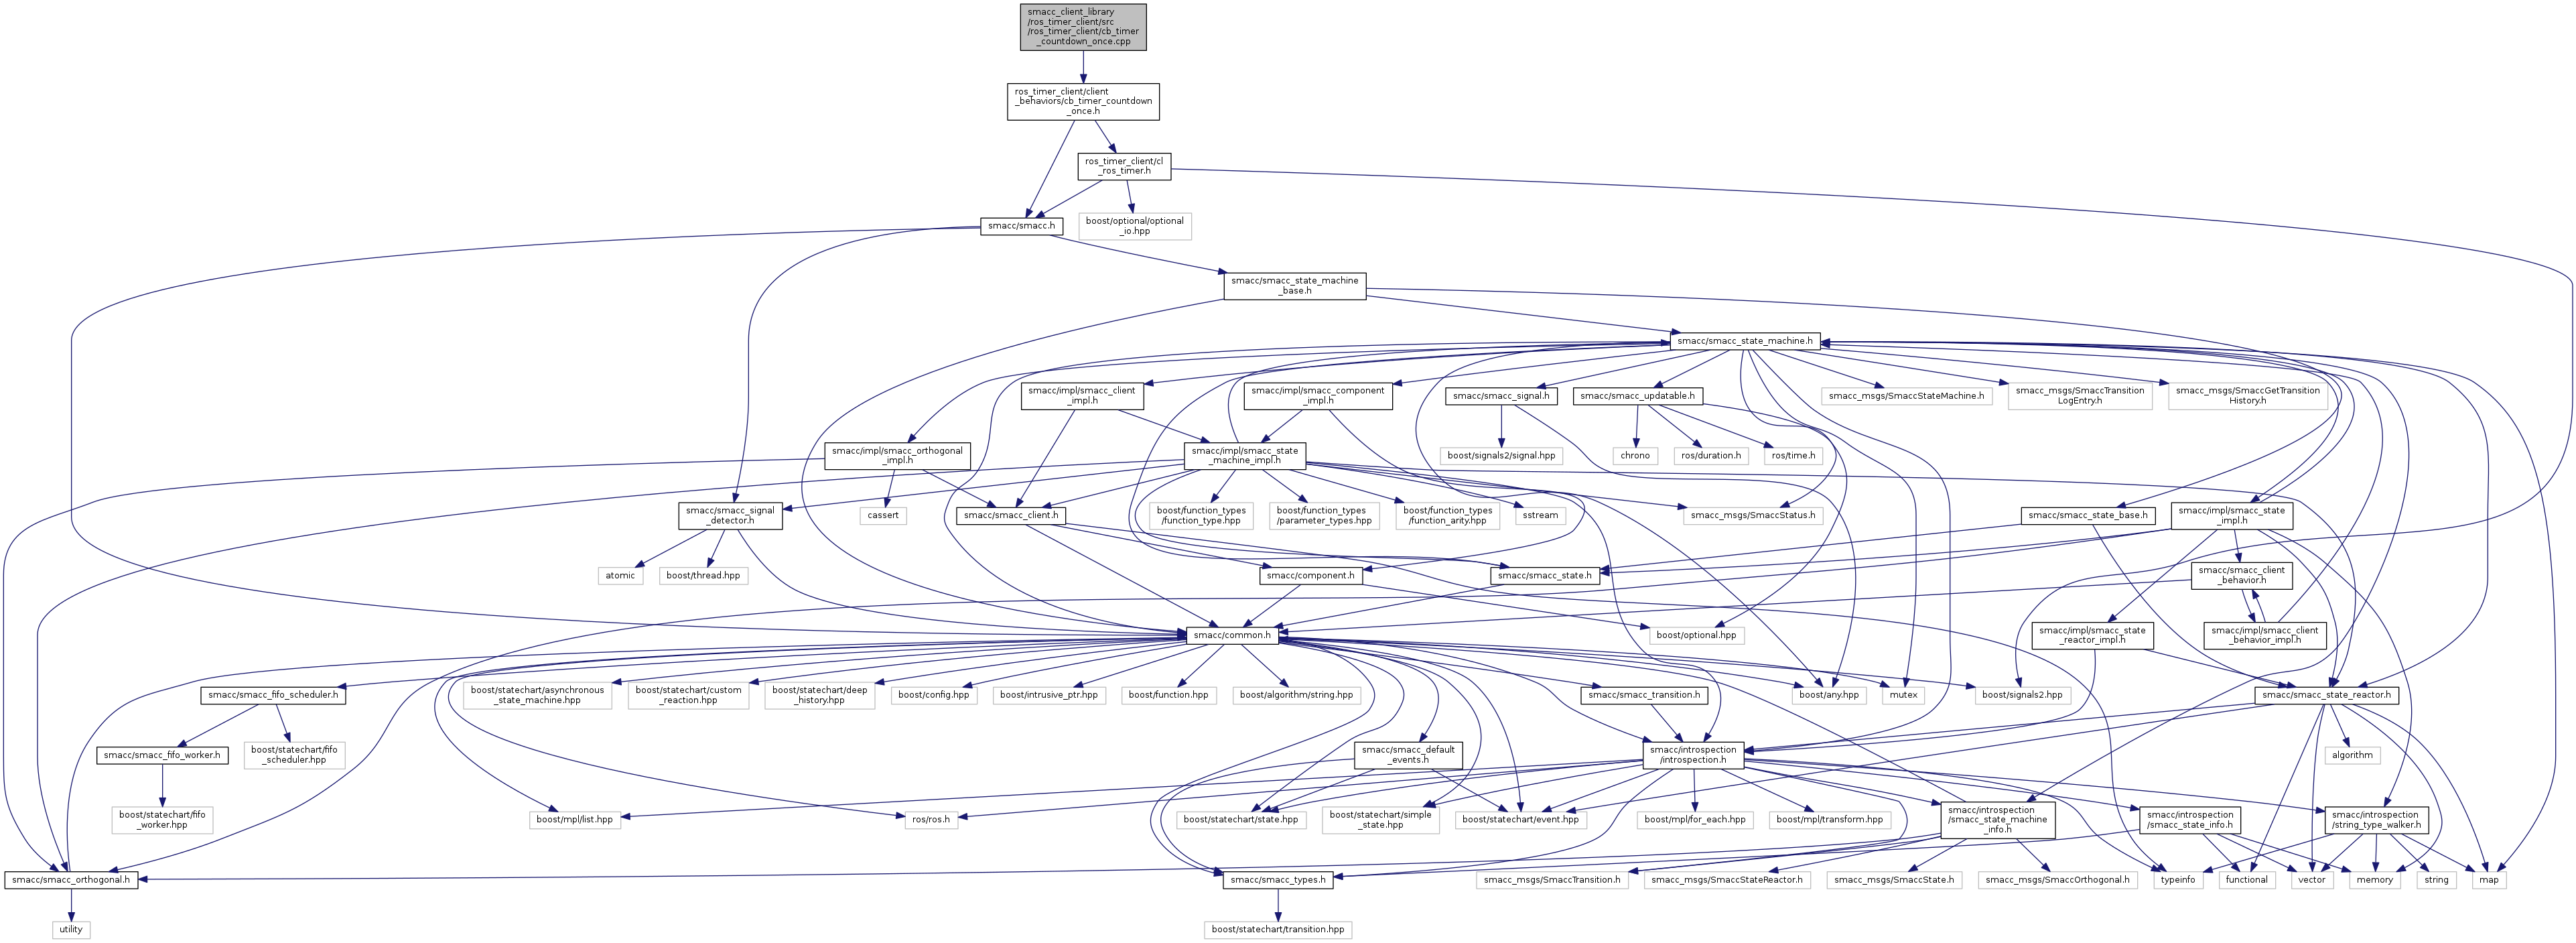 smacc_client_library
/ros_timer_client/src
/ros_timer_client/cb_timer
_countdown_once.cpp
ros_timer_client/client
_behaviors/cb_timer_countdown
_once.h
ros_timer_client/cl
_ros_timer.h
smacc/smacc.h
boost/optional/optional
_io.hpp
smacc/smacc_state_machine
_base.h
smacc/smacc_state_machine.h
smacc/impl/smacc_client
_impl.h
smacc/impl/smacc_component
_impl.h
smacc/smacc_signal.h
smacc/smacc_updatable.h
smacc_msgs/SmaccStateMachine.h
smacc_msgs/SmaccTransition
LogEntry.h
smacc_msgs/SmaccGetTransition
History.h
smacc/impl/smacc_orthogonal
_impl.h
smacc/impl/smacc_state
_machine_impl.h
boost/signals2/signal.hpp
chrono
ros/duration.h
ros/time.h
smacc/smacc_signal
_detector.h
cassert
smacc/smacc_client.h
boost/function_types
/function_type.hpp
boost/function_types
/parameter_types.hpp
boost/function_types
/function_arity.hpp
sstream
smacc_msgs/SmaccStatus.h
smacc/smacc_state_base.h
smacc/impl/smacc_state
_impl.h
atomic
boost/thread.hpp
smacc/component.h
smacc/smacc_state.h
smacc/smacc_client
_behavior.h
smacc/common.h
boost/optional.hpp
smacc/impl/smacc_state
_reactor_impl.h
smacc/impl/smacc_client
_behavior_impl.h
smacc/smacc_fifo_scheduler.h
boost/statechart/asynchronous
_state_machine.hpp
boost/statechart/custom
_reaction.hpp
boost/statechart/deep
_history.hpp
boost/config.hpp
boost/intrusive_ptr.hpp
boost/function.hpp
boost/algorithm/string.hpp
smacc/smacc_transition.h
boost/any.hpp
mutex
boost/signals2.hpp
smacc/smacc_state_reactor.h
smacc/smacc_fifo_worker.h
boost/statechart/fifo
_scheduler.hpp
smacc/smacc_default
_events.h
smacc/introspection
/introspection.h
algorithm
boost/statechart/fifo
_worker.hpp
boost/mpl/list.hpp
ros/ros.h
boost/statechart/state.hpp
boost/statechart/simple
_state.hpp
boost/statechart/event.hpp
boost/mpl/for_each.hpp
boost/mpl/transform.hpp
smacc/introspection
/smacc_state_machine
_info.h
smacc/introspection
/smacc_state_info.h
smacc/introspection
/string_type_walker.h
smacc/smacc_orthogonal.h
smacc/smacc_types.h
smacc_msgs/SmaccTransition.h
smacc_msgs/SmaccStateReactor.h
smacc_msgs/SmaccState.h
smacc_msgs/SmaccOrthogonal.h
typeinfo
functional
vector
memory
string
map
utility
boost/statechart/transition.hpp